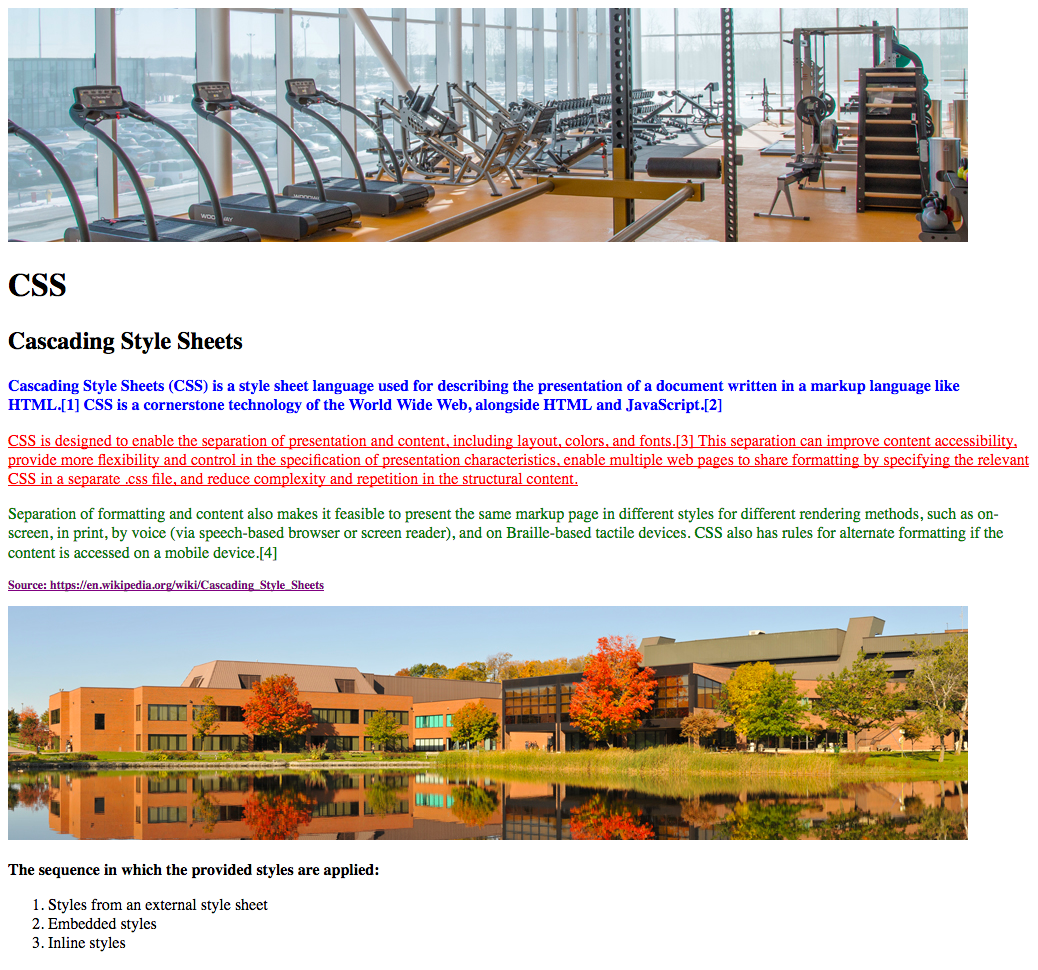 CSS
Cascading Style Sheets
Cascading Style Sheets (CSS) is a style sheet language used for describing the presentation of a document written in a markup language like
HTML.[1] CSS is a cornerstone technology of the World Wide Web, alongside HTML and JavaScript.[2]
CSS is designed to enable the separation of presentation and content, including layout, colors, and fonts.[3] This separation can improve content accessibility,
provide more flexibility and control in the specification of presentation characteristics, enable multiple web pages to share formatting by specifying the relevant
CSS in a separate .css file, and reduce complexity and repetition in the structural content.
Separation of formatting and content also makes it feasible to present the same markup page in different styles for different rendering methods, such as on-
screen, in print, by voice (via speech-based browser or screen reader), and on Braille-based tactile devices. CSS also has rules for alternate formatting if the
content is accessed on a mobile device.[4]
Source: https://en.wikipedia.org/wiki/Cascading_Style_Sheets
The sequence in which the provided styles are applied:
1. Styles from an external style sheet
2. Embedded styles
3. Inline styles